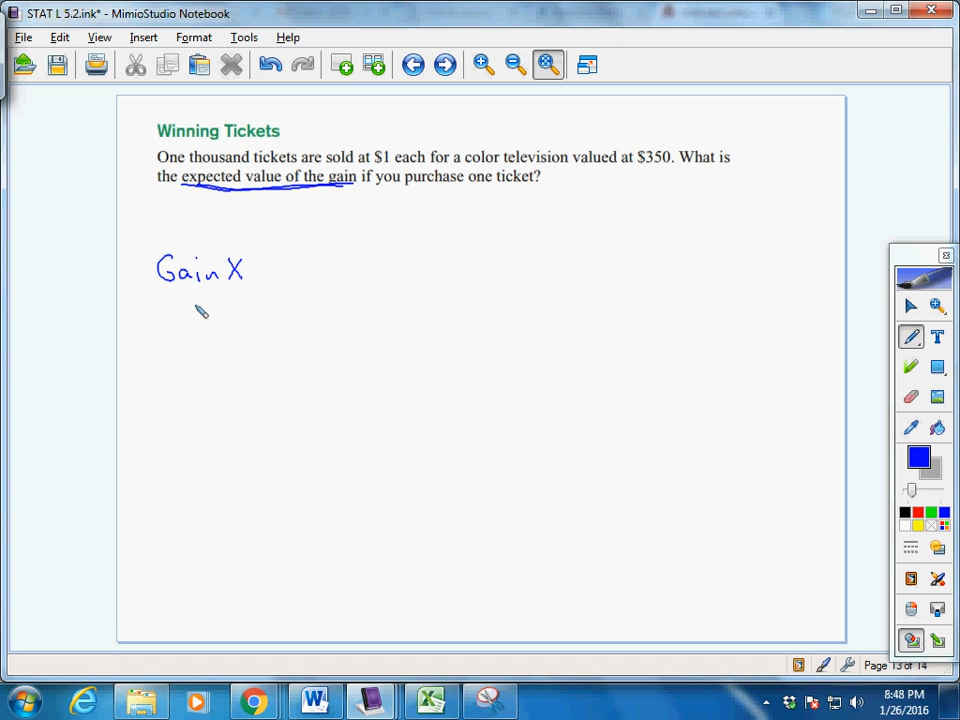 STAT L 5.2.ink* - MimioStudio Notebook
File Edit View Insert Format Tools Help
Winning Tickets
One thousand tickets are sold at $1 each for a color television valued at $350. What is
the expected value of the gain if you purchase one ticket?
Gain X
T
Page 13 of 14
W
8:48 PM
1/26/2016